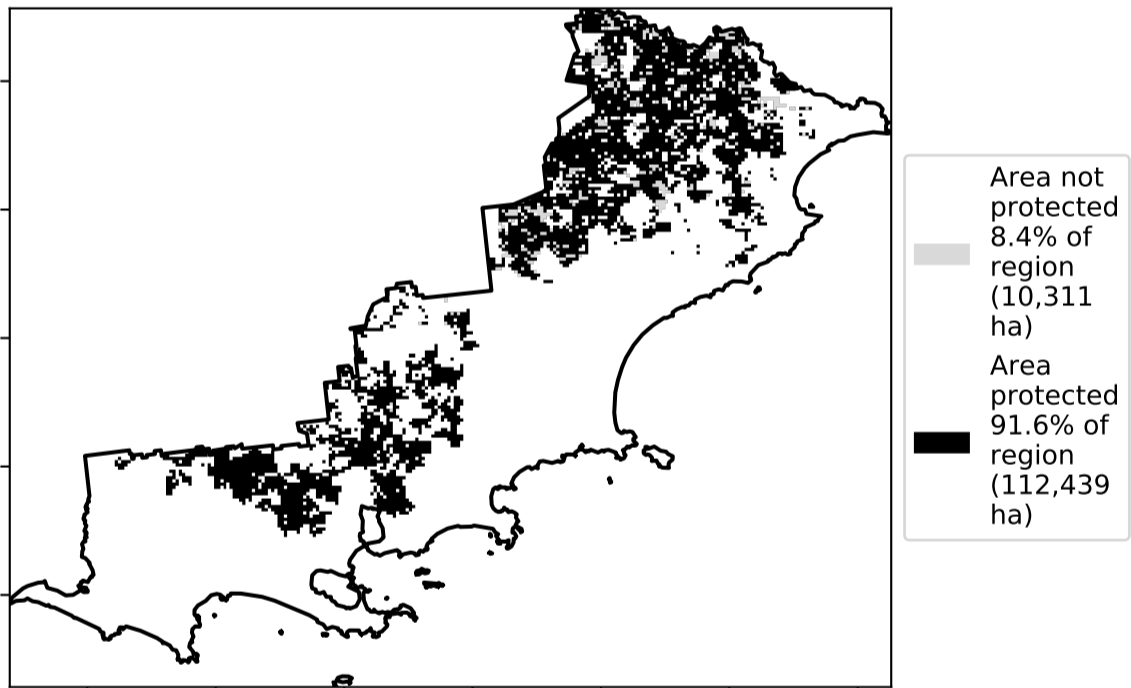 Area not
protected
8.4% of
region
(10,311
ha)
Area
protected
91.6% of
region
(112,439
ha)